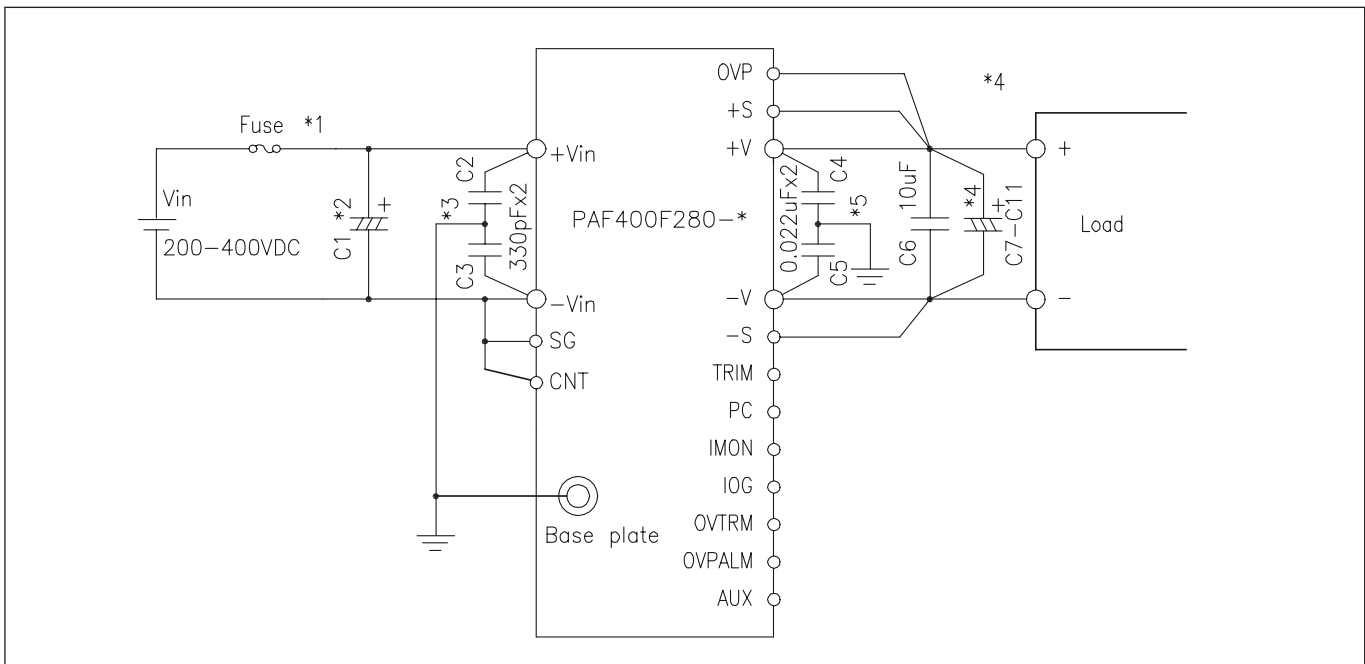 OVP
*4
+S
Fuse *1
+Vin
+V
+
C2
C4
10uF
*4
+
Vin
*2
+
*3
330pFx2
PAF400F280-*
0.022uFx2
*5
C7-C11
Load
200-400VDC
C1
C3
C5
C6
-Vin
-V
-
SG
-S
CNT
TRIM
PC
IMON
IOG
OVTRM
Base plate
OVPALM
AUX